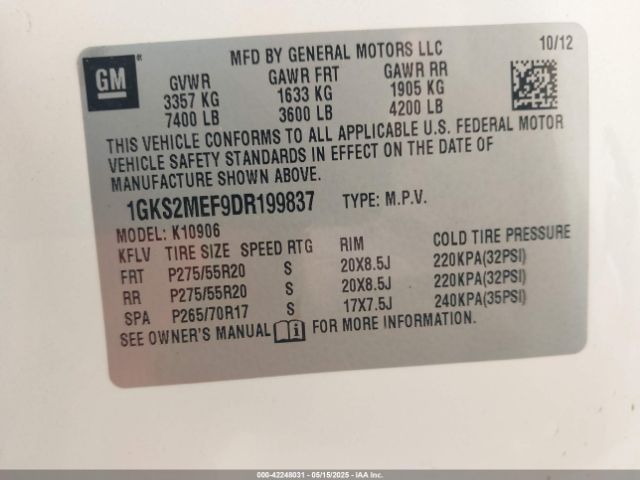 GM
MFD BY GENERAL MOTORS LLC 10/12
GVWR GAWR FRT GAWR RR
3357 KG 1633 KG 1905 KG
7400 LB 3600 LB 4200 LB
THIS VEHICLE CONFORMS TO ALL APPLICABLE U.S. FEDERAL MOTOR
VEHICLE SAFETY STANDARDS IN EFFECT ON THE DATE OF
MANUFACTURE SHOWN ABOVE.
1GKS2MEF9DR199837 TYPE: M.P.V.
MODEL: K10906
KFLV TIRE SIZE SPEED RTG RIM COLD TIRE PRESSURE
FRT P275/55R20 S 20X8.5J 220KPA(32PSI)
RR P275/55R20 S 20X8.5J 220KPA(32PSI)
SPA P265/70R17 S 17X7.5J 240KPA(35PSI)
SEE OWNER'S MANUAL FOR MORE INFORMATION.
000-42248031 - 05/15/2025 - IAA Inc.